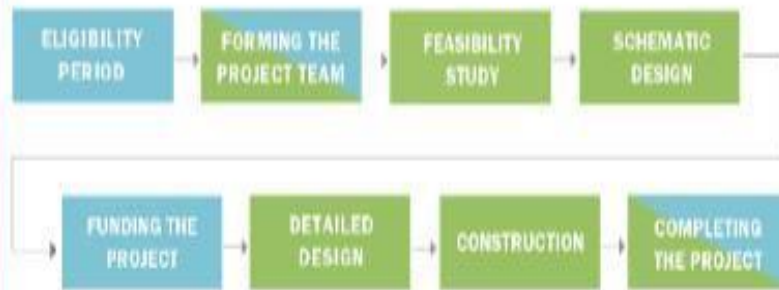 ELIGIBILITY
PERIOD
FORMING THE
PROJECT TEAM
FEASIBILITY
STUDY
SCHEMATIC
DESIGN
FUNDING THE
PROJECT
DETAILED
DESIGN
CONSTRUCTION
COMPLETING
THE PROJECT